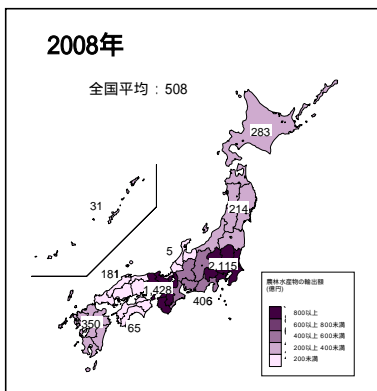 2008年
全国平均：508
283
31
214
5
181
2,115
1,428
406
350
65
農林水産物の輸出額
(億円)
800以上
600以上 800未満
400以上 600未満
200以上 400未満
200未満